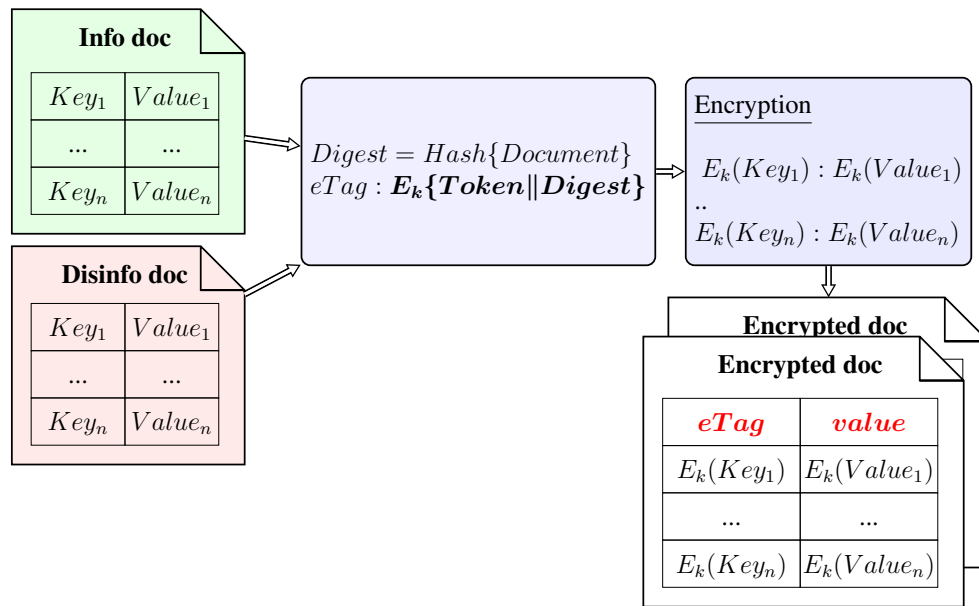 Info doc
Key₁ Value₁
... ...
Keyₙ Valueₙ
Disinfo doc
Key₁ Value₁
... ...
Keyₙ Valueₙ
Digest = Hash{Document}
eTag : Eₖ{Token||Digest}
Encryption
Eₖ(Key₁) : Eₖ(Value₁)
..
Eₖ(Keyₙ) : Eₖ(Valueₙ)
Encrypted doc
Encrypted doc
eTag value
Eₖ(Key₁) Eₖ(Value₁)
... ...
Eₖ(Keyₙ) Eₖ(Valueₙ)